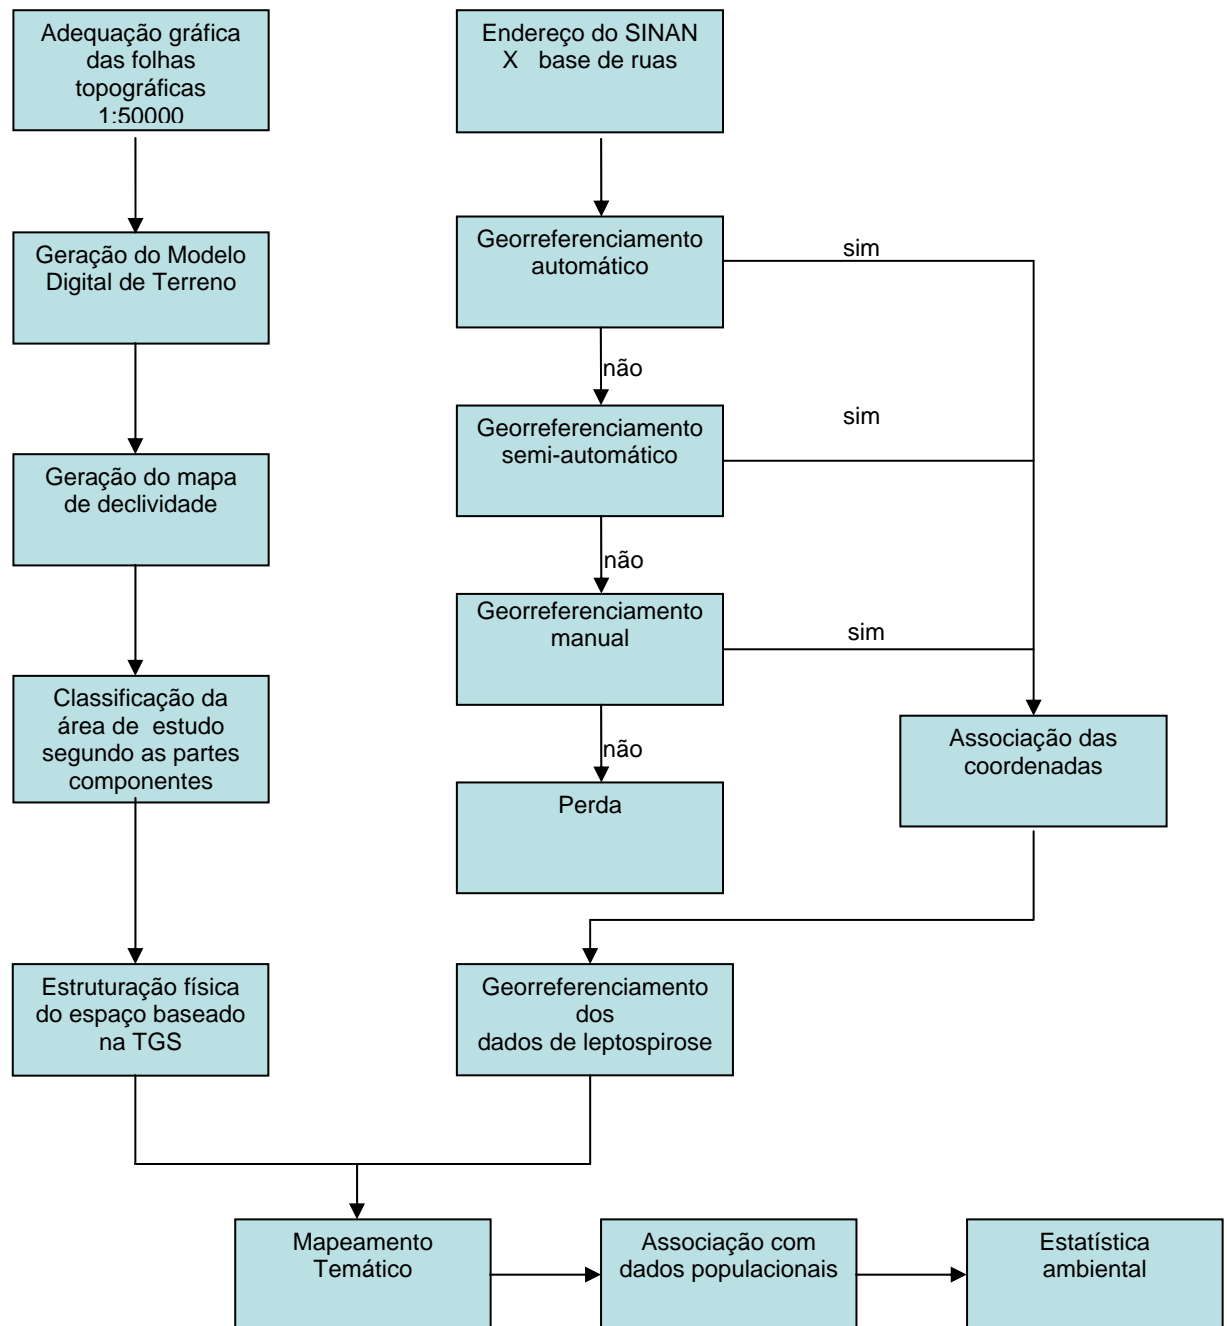 Adequação gráfica
das folhas
topográficas
1:50000
Geração do Modelo
Digital de Terreno
Geração do mapa
de declividade
Classificação da
área de estudo
segundo as partes
componentes
Estruturação física
do espaço baseado
na TGS
Endereço do SINAN
X base de ruas
Georreferenciamento
automático
sim
não
Georreferenciamento
semi-automático
sim
não
Georreferenciamento
manual
sim
não
Perda
Associação das
coordenadas
Georreferenciamento
dos
dados de leptospirose
Mapeamento
Temático
Associação com
dados populacionais
Estatística
ambiental